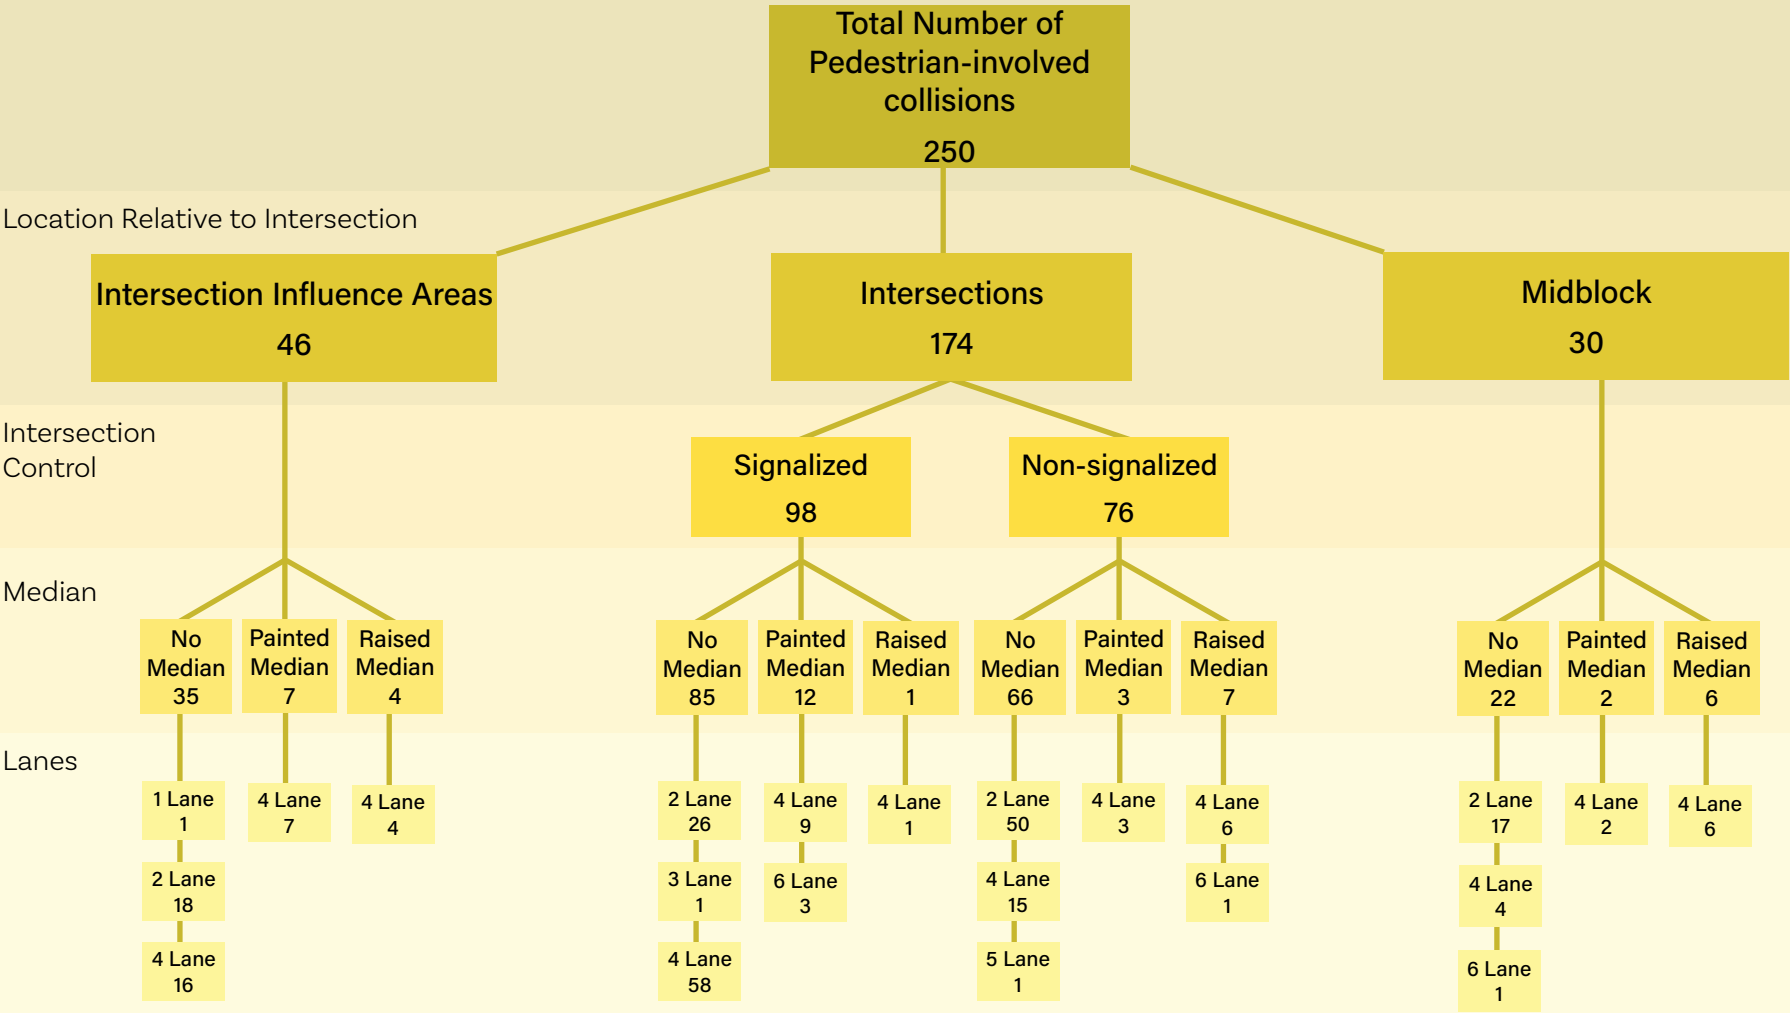 Total Number of
Pedestrian-involved
collisions
250
Location Relative to Intersection
Intersection Influence Areas
46
Intersections
174
Midblock
30
Intersection
Control
Signalized
98
Non-signalized
76
Median
No
Median
35
Painted
Median
7
Raised
Median
4
No
Median
85
Painted
Median
12
Raised
Median
1
No
Median
66
Painted
Median
3
Raised
Median
7
No
Median
22
Painted
Median
2
Raised
Median
6
Lanes
1 Lane
1
2 Lane
18
4 Lane
16
4 Lane
7
4 Lane
4
2 Lane
26
3 Lane
1
4 Lane
58
4 Lane
9
6 Lane
3
4 Lane
1
2 Lane
50
4 Lane
15
5 Lane
1
4 Lane
3
4 Lane
6
6 Lane
1
2 Lane
17
4 Lane
4
6 Lane
1
4 Lane
2
4 Lane
6